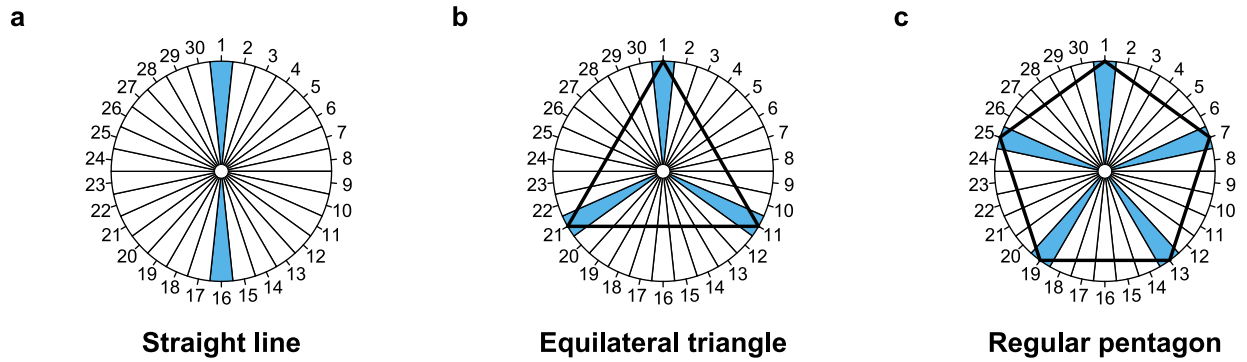 a
30 1 2 3 4 5 6 7 8 9 10 11 12 13 14 15 16 17 18 19 20 21 22 23 24 25 26 27 28 29
Straight line
b
30 1 2 3 4 5 6 7 8 9 10 11 12 13 14 15 16 17 18 19 20 21 22 23 24 25 26 27 28 29
Equilateral triangle
c
30 1 2 3 4 5 6 7 8 9 10 11 12 13 14 15 16 17 18 19 20 21 22 23 24 25 26 27 28 29
Regular pentagon